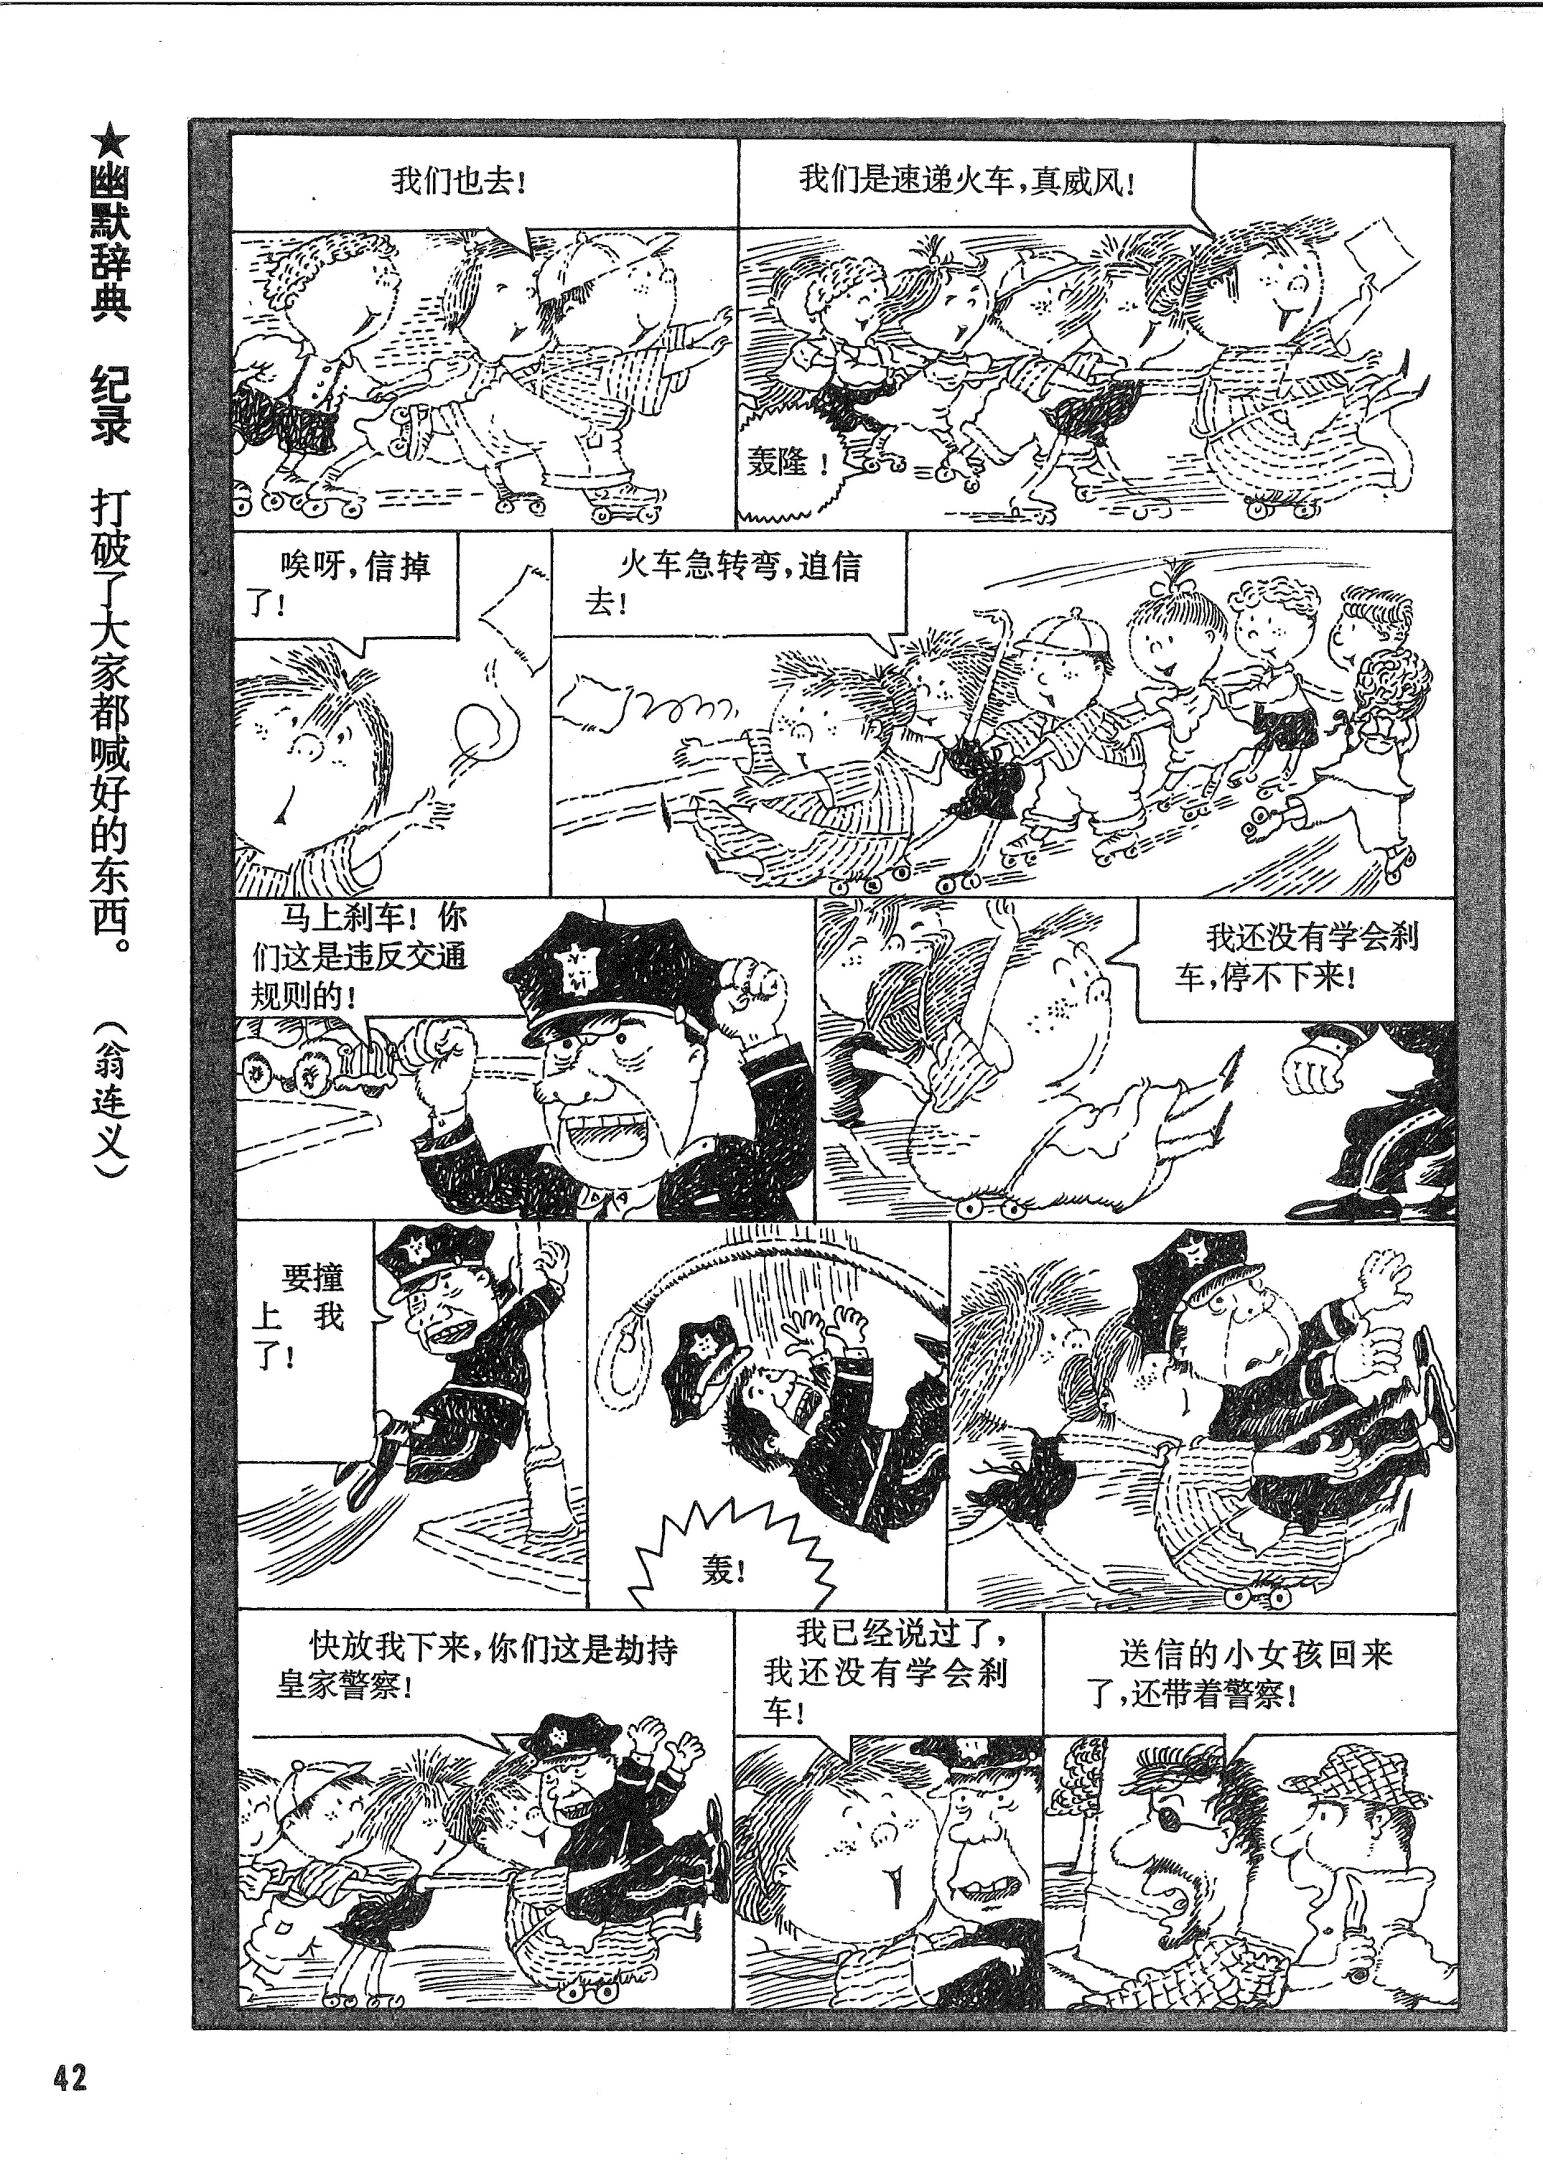 ★幽默辞典 纪录 打破了大家都喊好的东西。 （翁连义）
我们也去！
我们是速递火车，真威风！
轰隆！
唉呀，信掉
了！
火车急转弯，追信
去！
马上刹车！你
们这是违反交通
规则的！
我还没有学会刹
车，停不下来！
要撞
上我
了！
轰！
快放我下来，你们这是劫持
皇家警察！
我已经说过了，
我还没有学会刹
车！
送信的小女孩回来
了，还带着警察！
42